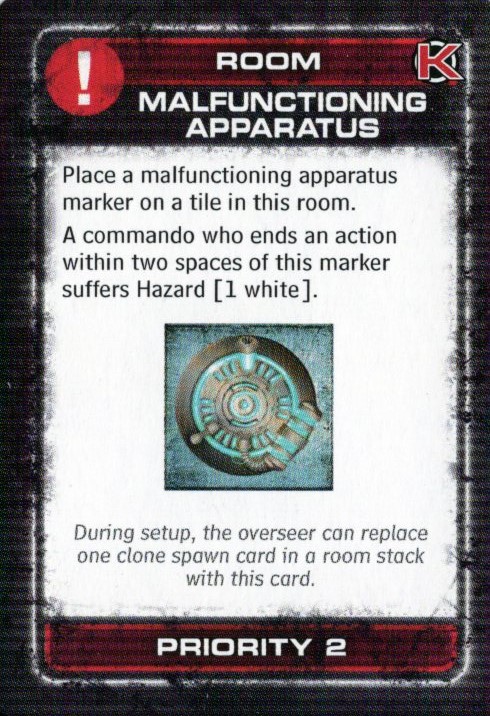 !
ROOM
K
MALFUNCTIONING
APPARATUS
Place a malfunctioning apparatus
marker on a tile in this room.
A commando who ends an action
within two spaces of this marker
suffers Hazard [1 white].
During setup, the overseer can replace
one clone spawn card in a room stack
with this card.
PRIORITY 2